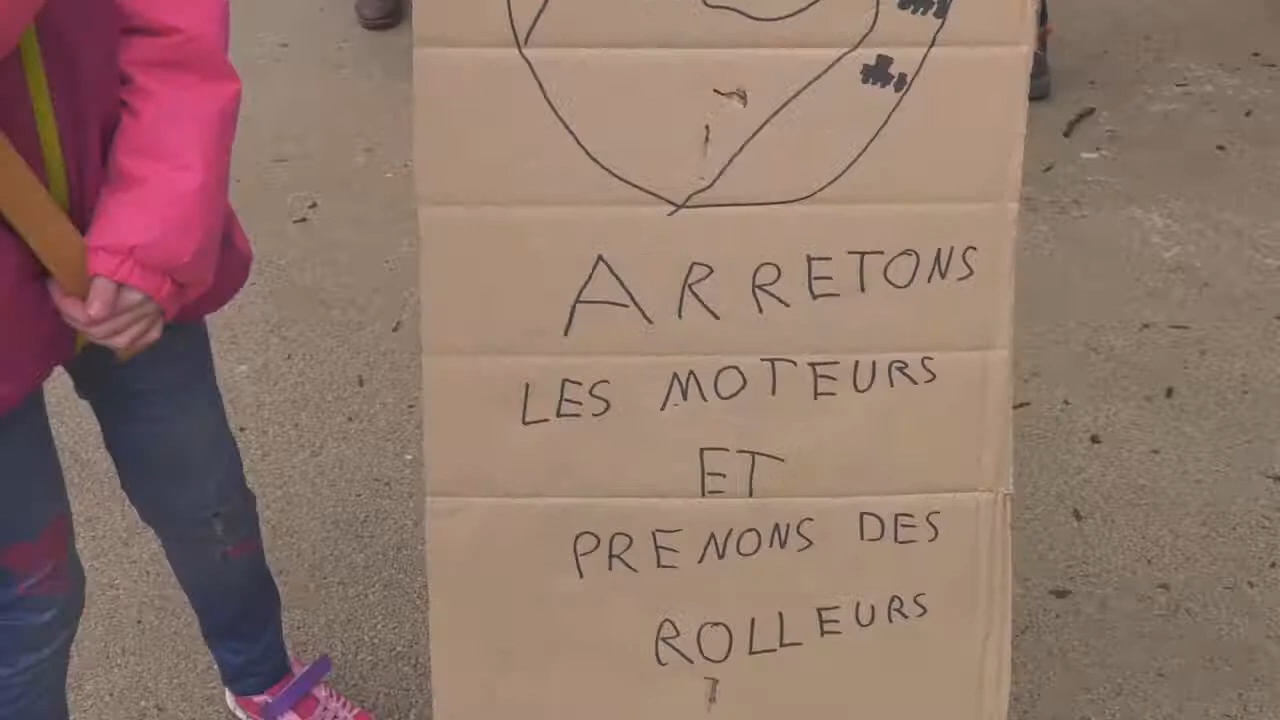 ARRETONS
LES MOTEURS
ET
PRENONS DES
ROLLEURS